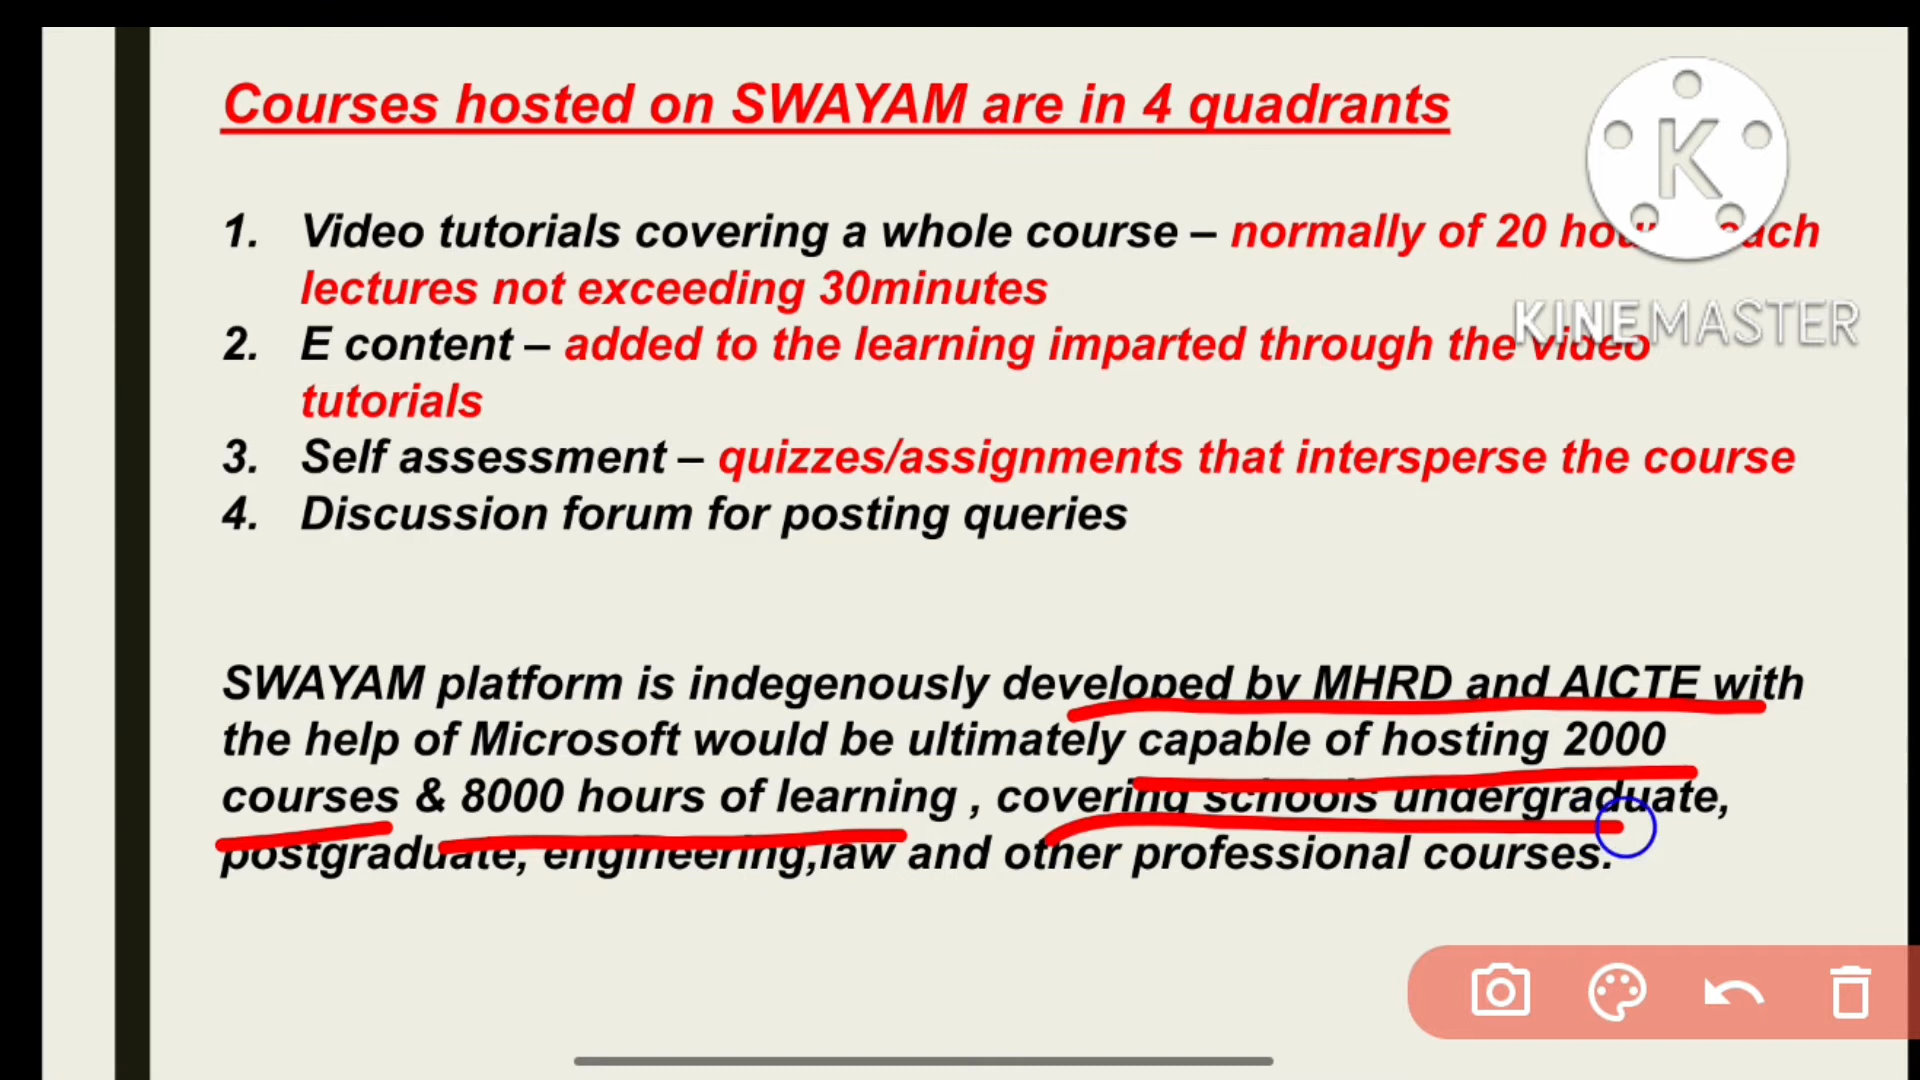 Courses hosted on SWAYAM are in 4 quadrants
K
1. Video tutorials covering a whole course – normally of 20 each
lectures not exceeding 30minutes
KINEMASTER
2. E content – added to the learning imparted through the video
tutorials
3. Self assessment – quizzes/assignments that intersperse the course
4. Discussion forum for posting queries
SWAYAM platform is indegenously developed by MHRD and AICTE with
the help of Microsoft would be ultimately capable of hosting 2000
courses & 8000 hours of learning , covering schools undergraduate,
postgraduate, engineering,law and other professional courses.